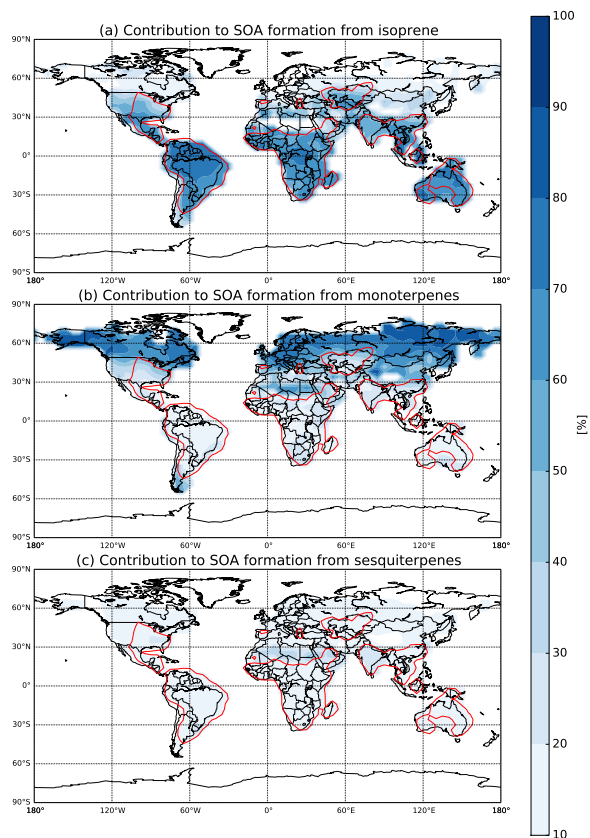 (a) Contribution to SOA formation from isoprene
90°N
60°N
30°N
0°
30°S
60°S
90°S
180° 120°W 60°W 0° 60°E 120°E 180°
(b) Contribution to SOA formation from monoterpenes
90°N
60°N
30°N
0°
30°S
60°S
90°S
180° 120°W 60°W 0° 60°E 120°E 180°
(c) Contribution to SOA formation from sesquiterpenes
90°N
60°N
30°N
0°
30°S
60°S
90°S
180° 120°W 60°W 0° 60°E 120°E 180°
100
90
80
70
60
50
40
30
20
10
[%]